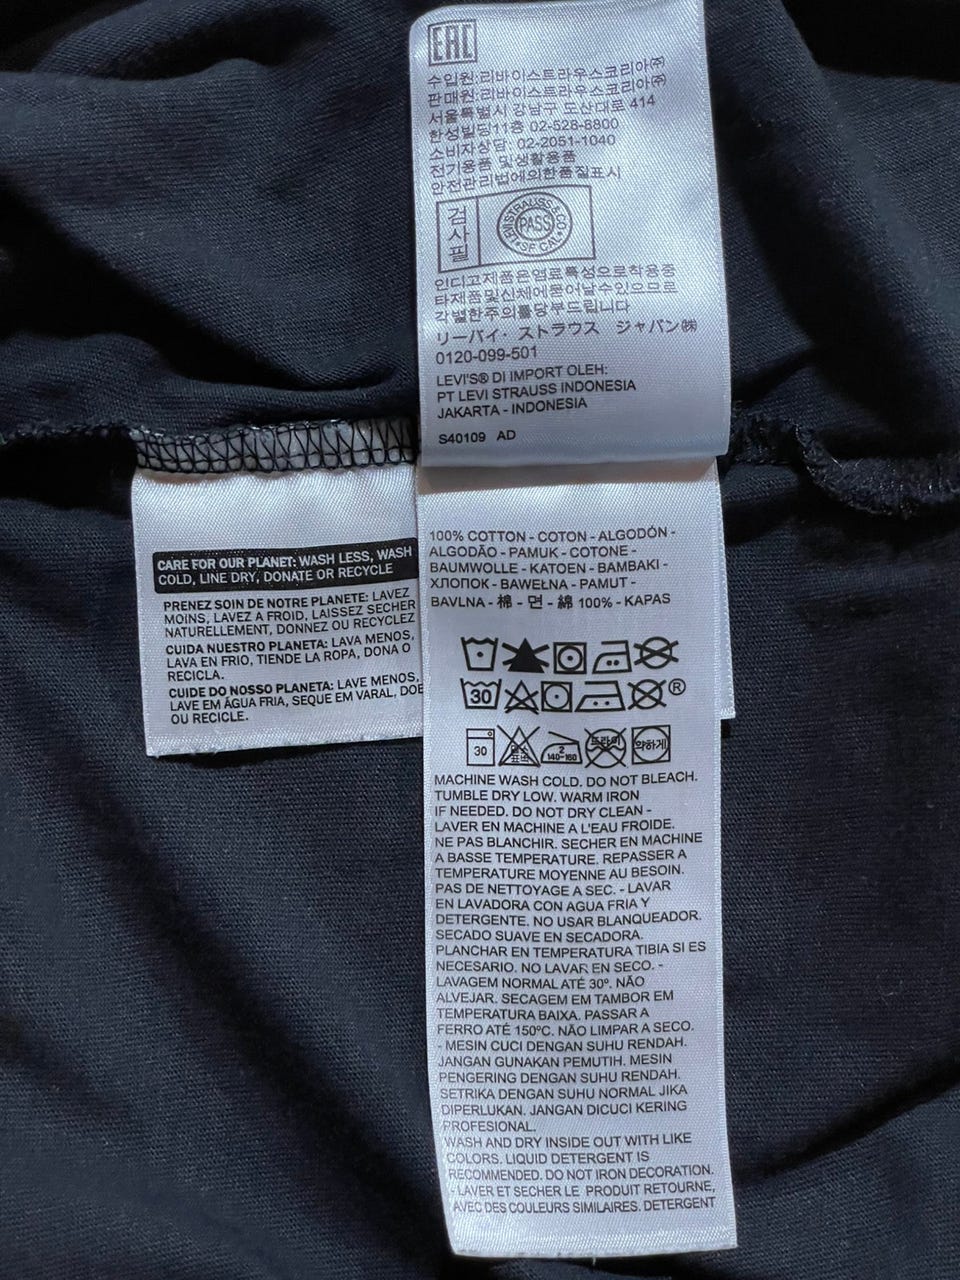 EAC
수입원:리바이스트라우스코리아㈜
판매원:리바이스트라우스코리아㈜
서울특별시 강남구 도산대로 414
한성빌딩11층 02-528-8800
소비자상담: 02-2051-1040
전기용품 및생활용품
안전관리법에의한품질표시
검사필
LEVI STRAUSS & CO
PASS
SF CAL
인디고제품은염료특성으로착용중
타제품및신체에묻어날수있으므로
각별한주의를당부드립니다
リーバイ・ストラウス ジャパン㈱
0120-099-501
LEVI'S® DI IMPORT OLEH:
PT LEVI STRAUSS INDONESIA
JAKARTA - INDONESIA
S40109 AD
CARE FOR OUR PLANET: WASH LESS, WASH
COLD, LINE DRY, DONATE OR RECYCLE
PRENEZ SOIN DE NOTRE PLANETE: LAVEZ
MOINS, LAVEZ A FROID, LAISSEZ SECHER
NATURELLEMENT, DONNEZ OU RECYCLEZ
CUIDA NUESTRO PLANETA: LAVA MENOS,
LAVA EN FRIO, TIENDE LA ROPA, DONA O
RECICLA.
CUIDE DO NOSSO PLANETA: LAVE MENOS,
LAVE EM ÁGUA FRIA, SEQUE EM VARAL, DOE
OU RECICLE.
100% COTTON - COTON - ALGODÓN -
ALGODÃO - PAMUK - COTONE -
BAUMWOLLE - KATOEN - BAMBAKI -
ХЛОПОК - BAWEŁNA - PAMUT -
BAVLNA - 棉 - 면 - 綿 100% - KAPAS
30 ®
30 표백 2 140-160 드라이 약하게
MACHINE WASH COLD. DO NOT BLEACH.
TUMBLE DRY LOW. WARM IRON
IF NEEDED. DO NOT DRY CLEAN -
LAVER EN MACHINE A L'EAU FROIDE.
NE PAS BLANCHIR. SECHER EN MACHINE
A BASSE TEMPERATURE. REPASSER A
TEMPERATURE MOYENNE AU BESOIN.
PAS DE NETTOYAGE A SEC. - LAVAR
EN LAVADORA CON AGUA FRIA Y
DETERGENTE. NO USAR BLANQUEADOR.
SECADO SUAVE EN SECADORA.
PLANCHAR EN TEMPERATURA TIBIA SI ES
NECESARIO. NO LAVAR EN SECO. -
LAVAGEM NORMAL ATÉ 30º. NÃO
ALVEJAR. SECAGEM EM TAMBOR EM
TEMPERATURA BAIXA. PASSAR A
FERRO ATÉ 150ºC. NÃO LIMPAR A SECO.
- MESIN CUCI DENGAN SUHU RENDAH.
JANGAN GUNAKAN PEMUTIH. MESIN
PENGERING DENGAN SUHU RENDAH.
SETRIKA DENGAN SUHU NORMAL JIKA
DIPERLUKAN. JANGAN DICUCI KERING
PROFESIONAL.
WASH AND DRY INSIDE OUT WITH LIKE
COLORS. LIQUID DETERGENT IS
RECOMMENDED. DO NOT IRON DECORATION.
- LAVER ET SECHER LE PRODUIT RETOURNE,
AVEC DES COULEURS SIMILAIRES. DETERGENT